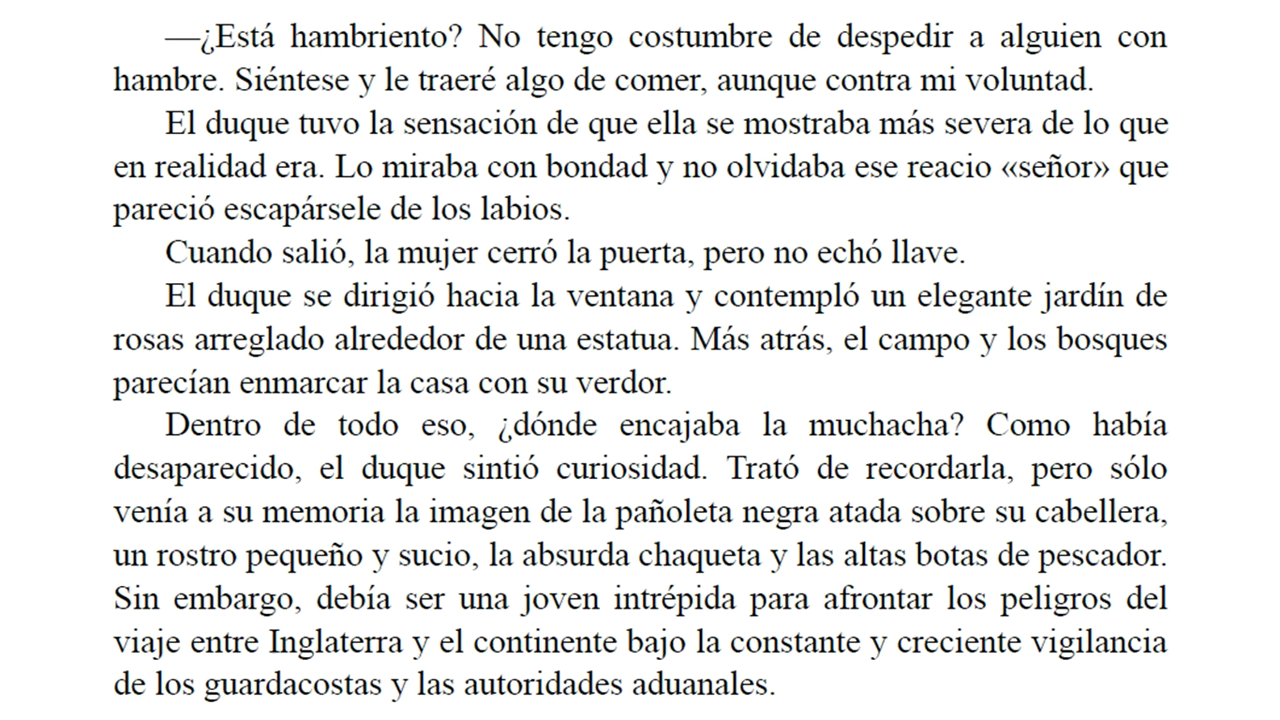 —¿Está hambriento? No tengo costumbre de despedir a alguien con
hambre. Siéntese y le traeré algo de comer, aunque contra mi voluntad.
El duque tuvo la sensación de que ella se mostraba más severa de lo que
en realidad era. Lo miraba con bondad y no olvidaba ese reacio «señor» que
pareció escapársele de los labios.
Cuando salió, la mujer cerró la puerta, pero no echó llave.
El duque se dirigió hacia la ventana y contempló un elegante jardín de
rosas arreglado alrededor de una estatua. Más atrás, el campo y los bosques
parecían enmarcar la casa con su verdor.
Dentro de todo eso, ¿dónde encajaba la muchacha? Como había
desaparecido, el duque sintió curiosidad. Trató de recordarla, pero sólo
venía a su memoria la imagen de la pañoleta negra atada sobre su cabellera,
un rostro pequeño y sucio, la absurda chaqueta y las altas botas de pescador.
Sin embargo, debía ser una joven intrépida para afrontar los peligros del
viaje entre Inglaterra y el continente bajo la constante y creciente vigilancia
de los guardacostas y las autoridades aduanales.